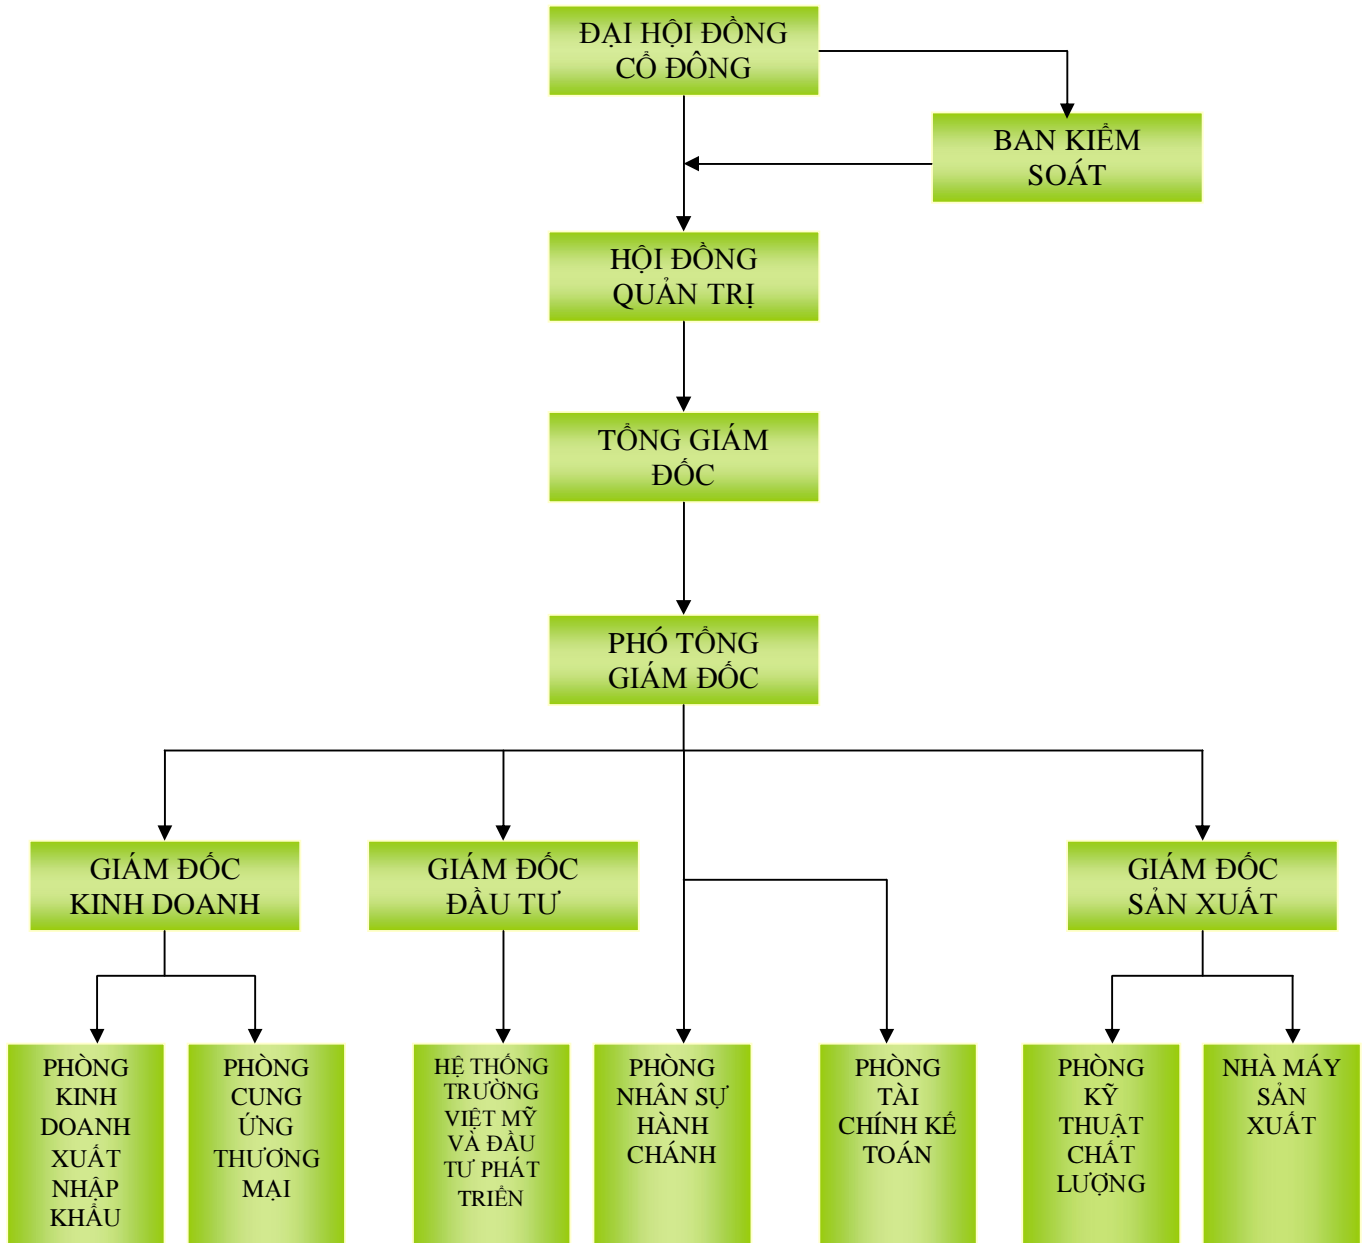 ĐẠI HỘI ĐỒNG
CỔ ĐÔNG
BAN KIỂM
SOÁT
HỘI ĐỒNG
QUẢN TRỊ
TỔNG GIÁM
ĐỐC
PHÓ TỔNG
GIÁM ĐỐC
GIÁM ĐỐC
KINH DOANH
GIÁM ĐỐC
ĐẦU TƯ
GIÁM ĐỐC
SẢN XUẤT
PHÒNG
KINH
DOANH
XUẤT
NHẬP
KHẨU
PHÒNG
CUNG
ỨNG
THƯƠNG
MẠI
HỆ THỐNG
TRƯỜNG
VIỆT MỸ
VÀ ĐẦU
TƯ PHÁT
TRIỂN
PHÒNG
NHÂN SỰ
HÀNH
CHÁNH
PHÒNG
TÀI
CHÍNH KẾ
TOÁN
PHÒNG
KỸ
THUẬT
CHẤT
LƯỢNG
NHÀ MÁY
SẢN
XUẤT